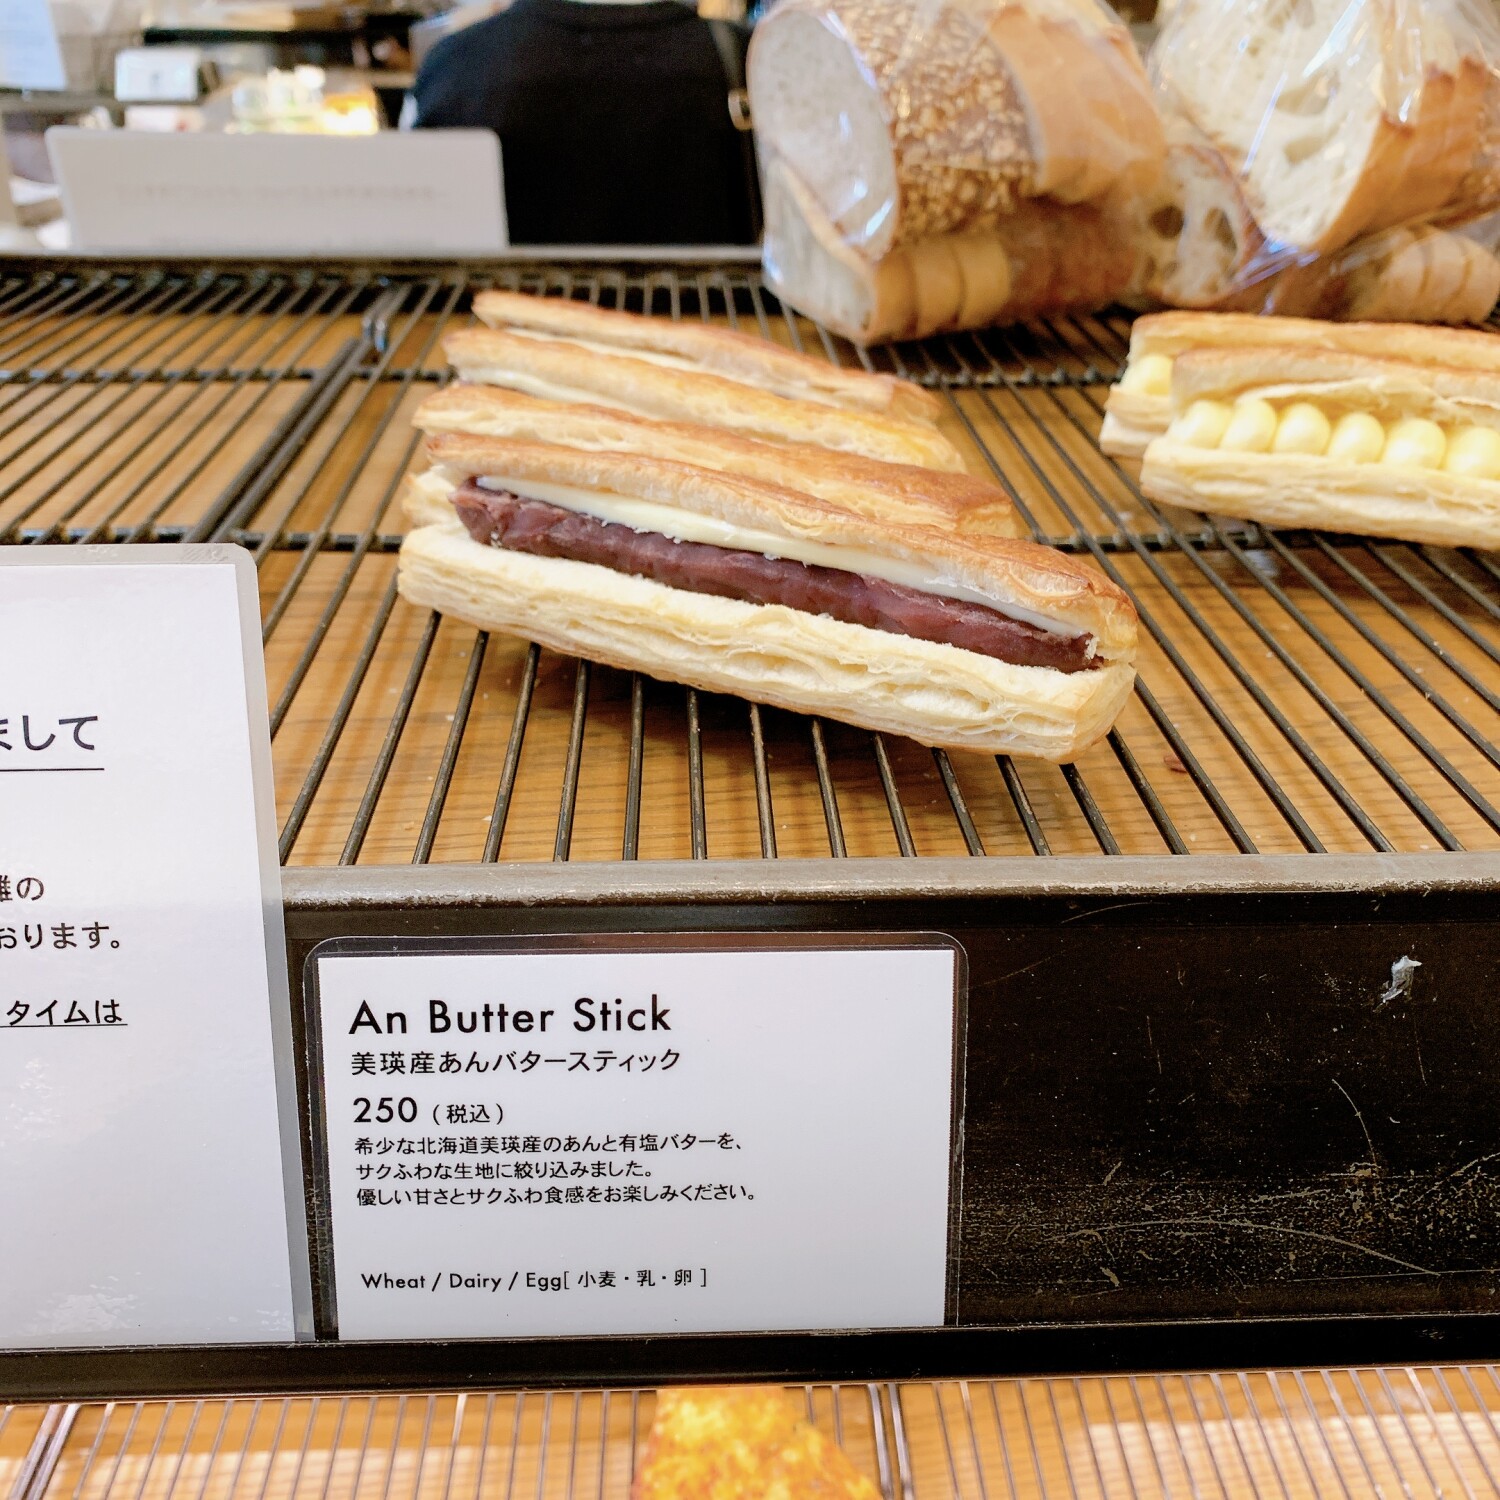 まして
雛の
おります。
タイムは
An Butter Stick
美瑛産あんバタースティック
250 (税込)
希少な北海道美瑛産のあんと有塩バターを、
サクふわな生地に絞り込みました。
優しい甘さとサクふわ食感をお楽しみください。
Wheat / Dairy / Egg[ 小麦・乳・卵 ]